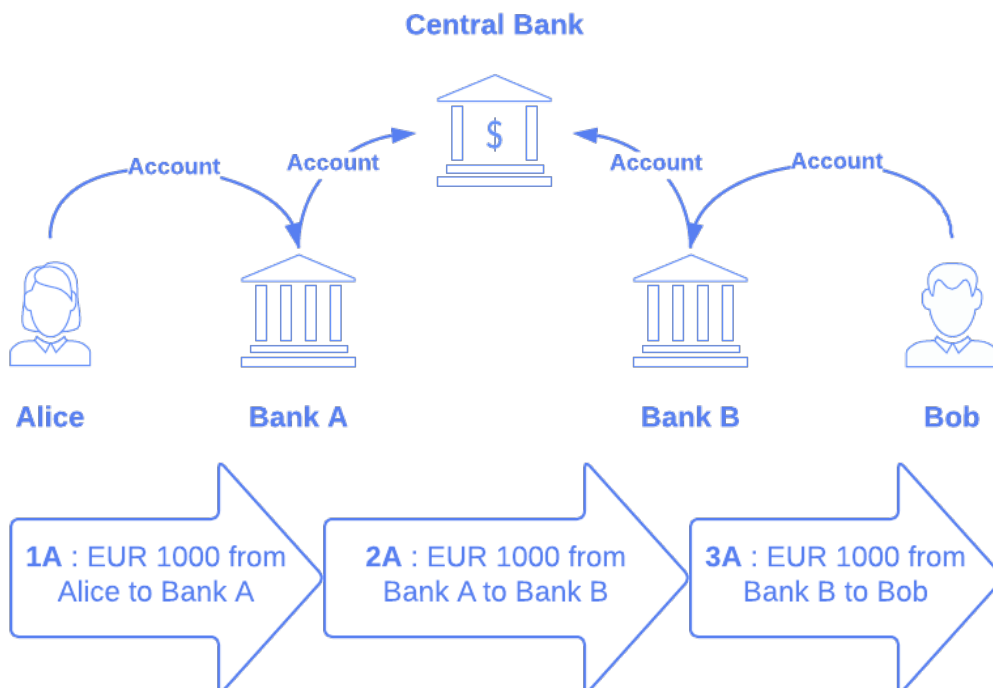 Central Bank
$
Account
Account
Account
Account
Alice
Bank A
Bank B
Bob
1A : EUR 1000 from
Alice to Bank A
2A : EUR 1000 from
Bank A to Bank B
3A : EUR 1000 from
Bank B to Bob